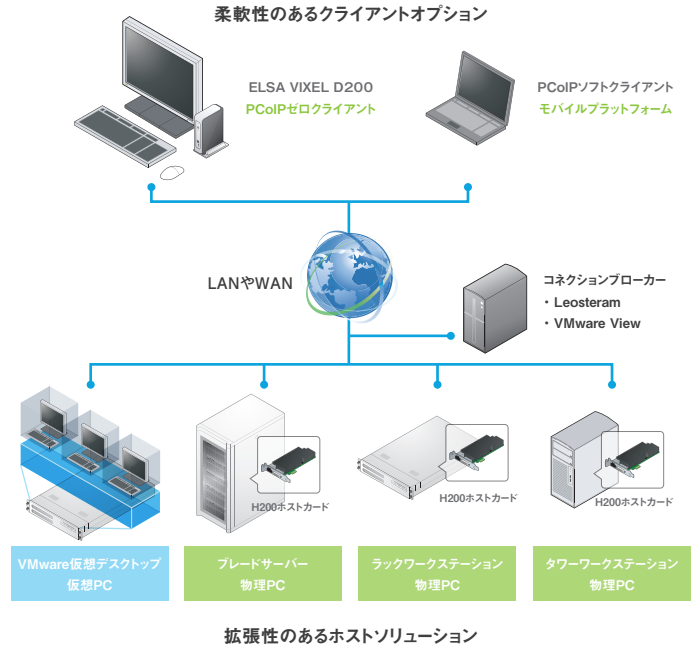 柔軟性のあるクライアントオプション
ELSA VIXEL D200
PCoIPゼロクライアント
PCoIPソフトクライアント
モバイルプラットフォーム
LANやWAN
コネクションブローカー
・Leosteram
・VMware View
H200ホストカード
H200ホストカード
H200ホストカード
VMware仮想デスクトップ
仮想PC
ブレードサーバー
物理PC
ラックワークステーション
物理PC
タワーワークステーション
物理PC
拡張性のあるホストソリューション